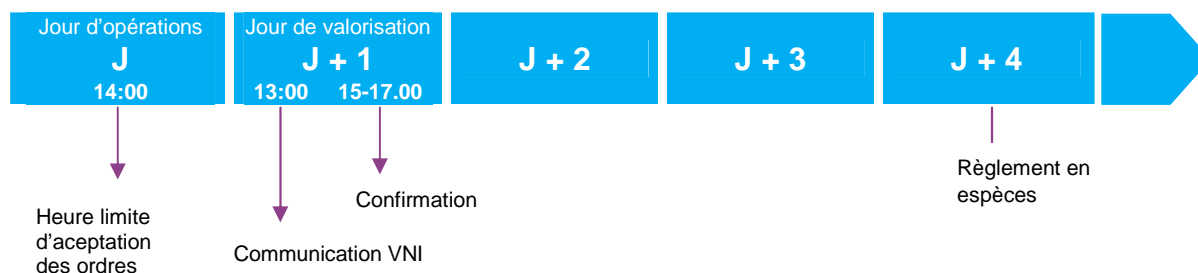 Jour d'opérations
J
14:00
Jour de valorisation
J + 1
13:00 15-17.00
J + 2
J + 3
J + 4
Heure limite
d'aceptation
des ordres
Communication VNI
Confirmation
Règlement en
espèces